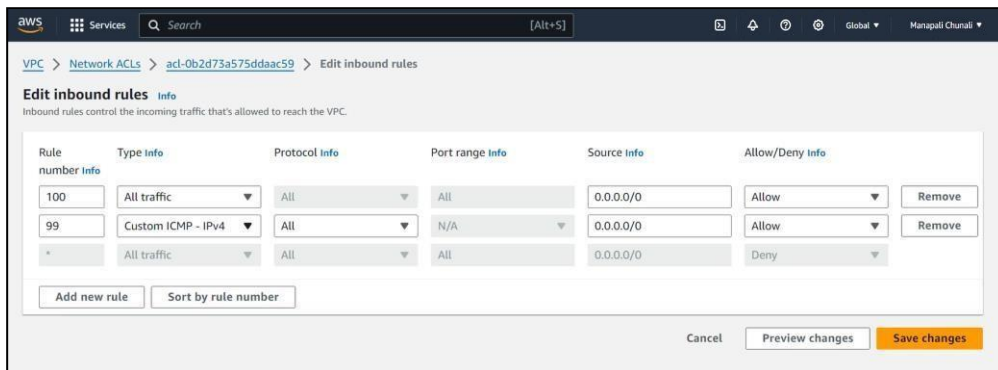 aws Services Search [Alt+S] Global Manapali Chunali
VPC > Network ACLs > acl-0b2d73a575ddaac59 > Edit inbound rules
Edit inbound rules Info
Inbound rules control the incoming traffic that's allowed to reach the VPC.
Rule number Info Type Info Protocol Info Port range Info Source Info Allow/Deny Info
100 All traffic All All 0.0.0.0/0 Allow Remove
99 Custom ICMP - IPv4 All N/A 0.0.0.0/0 Allow Remove
* All traffic All All 0.0.0.0/0 Deny
Add new rule Sort by rule number
Cancel Preview changes Save changes